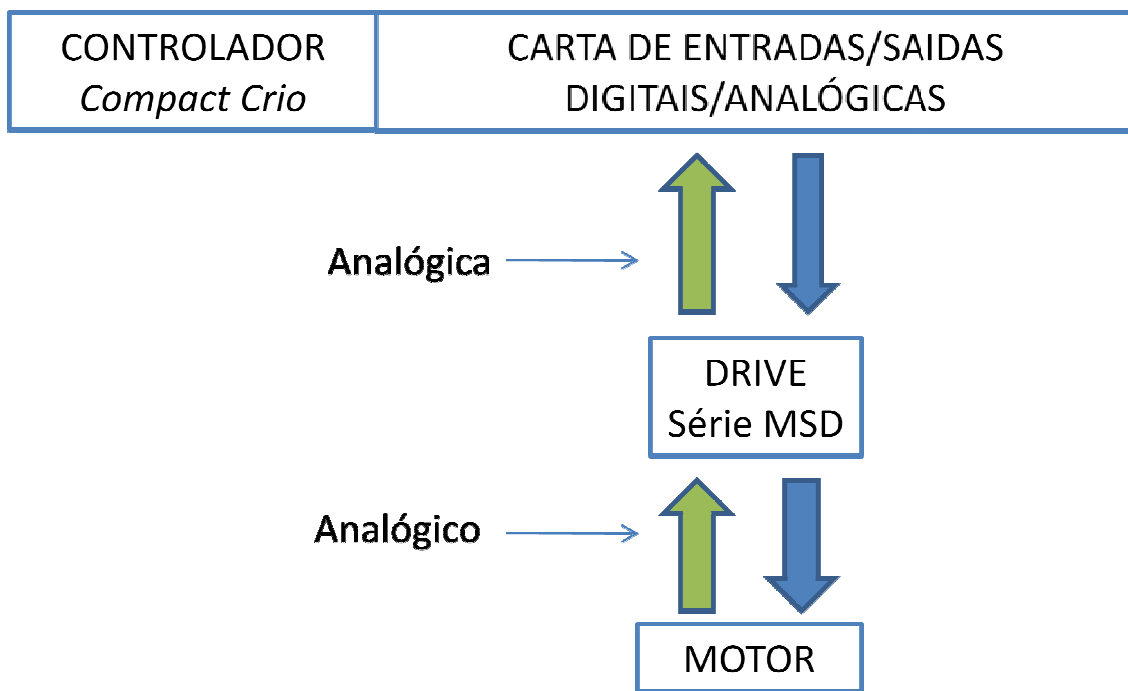 CONTROLADOR
Compact Crio
CARTA DE ENTRADAS/SAIDAS
DIGITAIS/ANALÓGICAS
Analógica
DRIVE
Série MSD
Analógico
MOTOR